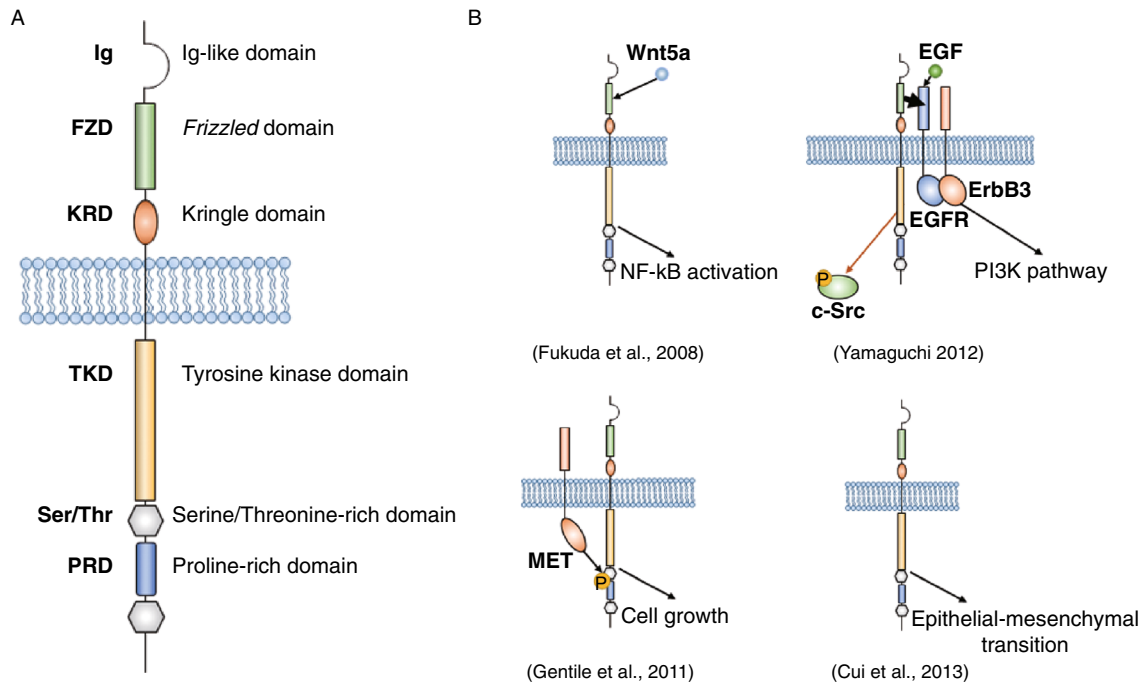 A
Ig Ig-like domain
FZD Frizzled domain
KRD Kringle domain
TKD Tyrosine kinase domain
Ser/Thr Serine/Threonine-rich domain
PRD Proline-rich domain
B
Wnt5a
NF-kB activation
(Fukuda et al., 2008)
EGF
ErbB3
EGFR
PI3K pathway
P
c-Src
(Yamaguchi 2012)
MET
P
Cell growth
(Gentile et al., 2011)
Epithelial-mesenchymal
transition
(Cui et al., 2013)